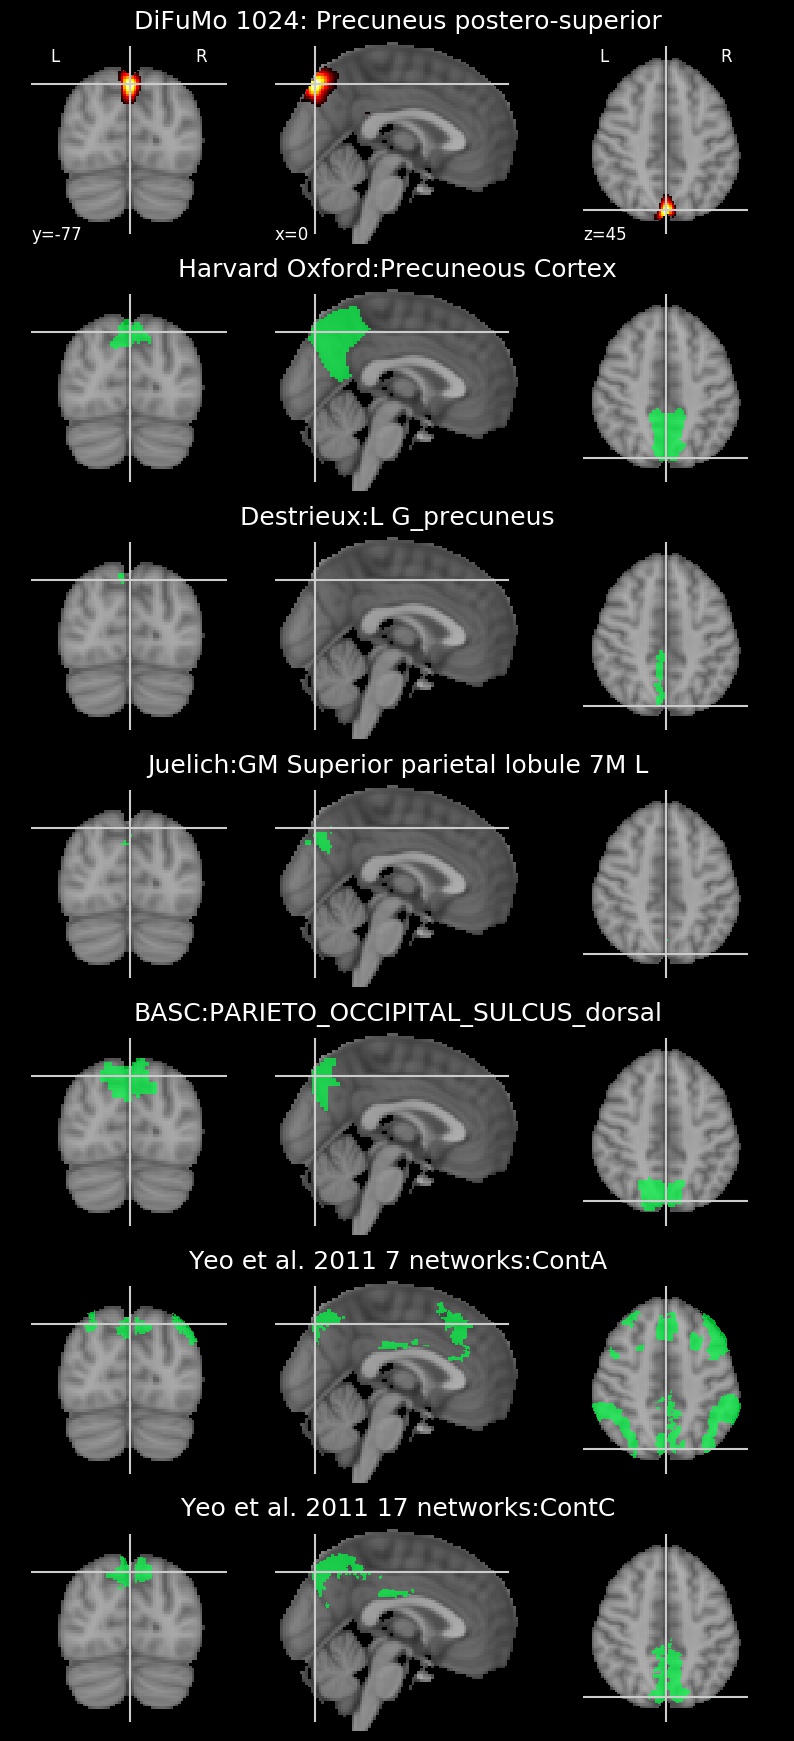 DiFuMo 1024: Precuneus postero-superior
L R L R
y=-77 x=0 z=45
Harvard Oxford:Precuneous Cortex
Destrieux:L G_precuneus
Juelich:GM Superior parietal lobule 7M L
BASC:PARIETO_OCCIPITAL_SULCUS_dorsal
Yeo et al. 2011 7 networks:ContA
Yeo et al. 2011 17 networks:ContC